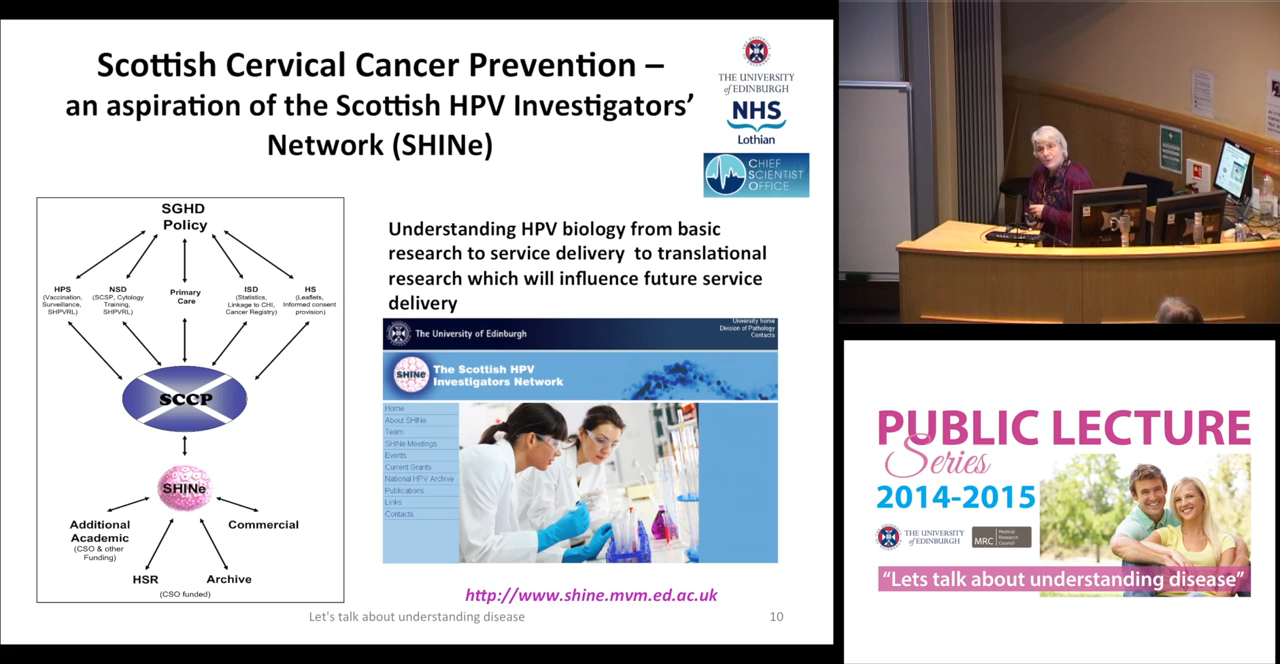 Scottish Cervical Cancer Prevention –
an aspiration of the Scottish HPV Investigators’
Network (SHINe)
THE UNIVERSITY
of EDINBURGH
NHS
Lothian
CHIEF
SCIENTIST
OFFICE
SGHD
Policy
HPS
(Vaccination,
Surveillance,
SHPVRL)
NSD
(SCSP, Cytology
Training,
SHPVRL)
Primary
Care
ISD
(Statistics,
Linkage to CHI,
Cancer Registry)
HS
(Leaflets,
Informed consent
provision)
SCCP
SHINe
Additional
Academic
(CSO & other
Funding)
Commercial
HSR
Archive
(CSO funded)
Understanding HPV biology from basic
research to service delivery to translational
research which will influence future service
delivery
The University of Edinburgh
University home
Division of Pathology
Contacts
SHINe
The Scottish HPV
Investigators Network
Home
About SHINe
Team
SHINe Meetings
Events
Current Grants
National HPV Archive
Publications
Links
Contacts
http://www.shine.mvm.ed.ac.uk
Let's talk about understanding disease
10
PUBLIC LECTURE
Series
2014-2015
THE UNIVERSITY
of EDINBURGH
MRC
Medical
Research
Council
“Lets talk about understanding disease”